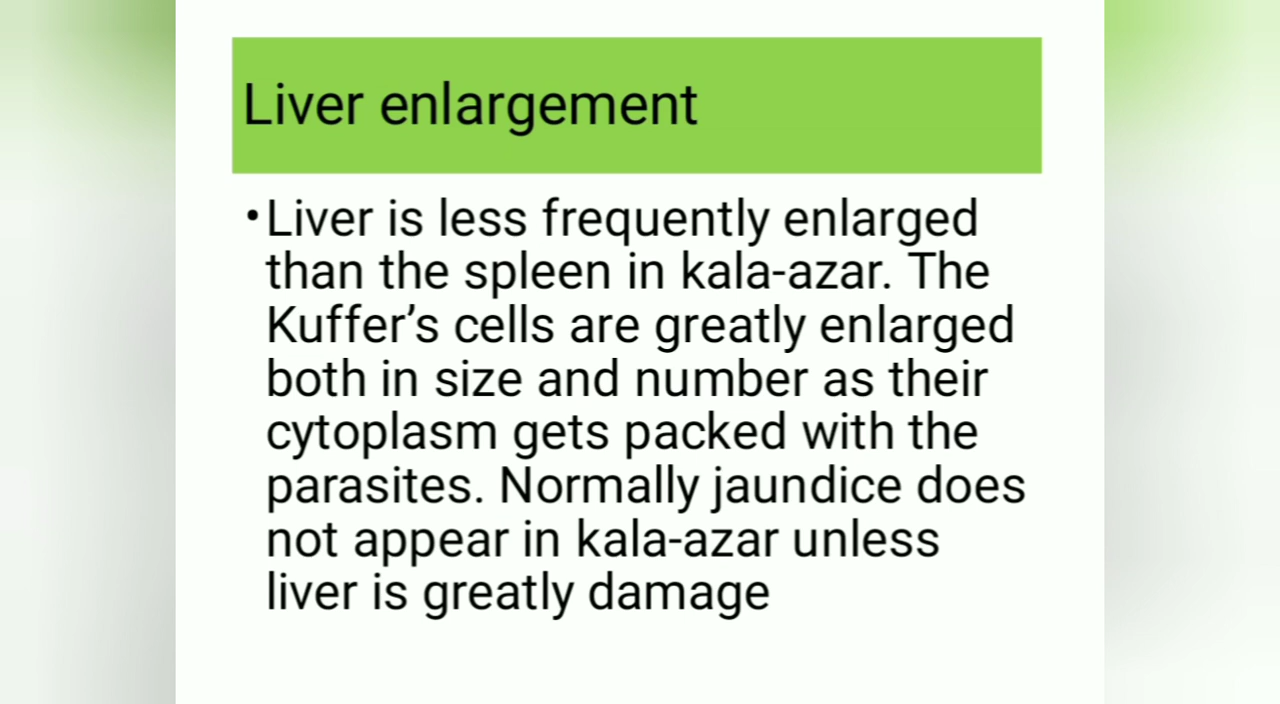 Liver enlargement
•Liver is less frequently enlarged
than the spleen in kala-azar. The
Kuffer’s cells are greatly enlarged
both in size and number as their
cytoplasm gets packed with the
parasites. Normally jaundice does
not appear in kala-azar unless
liver is greatly damage